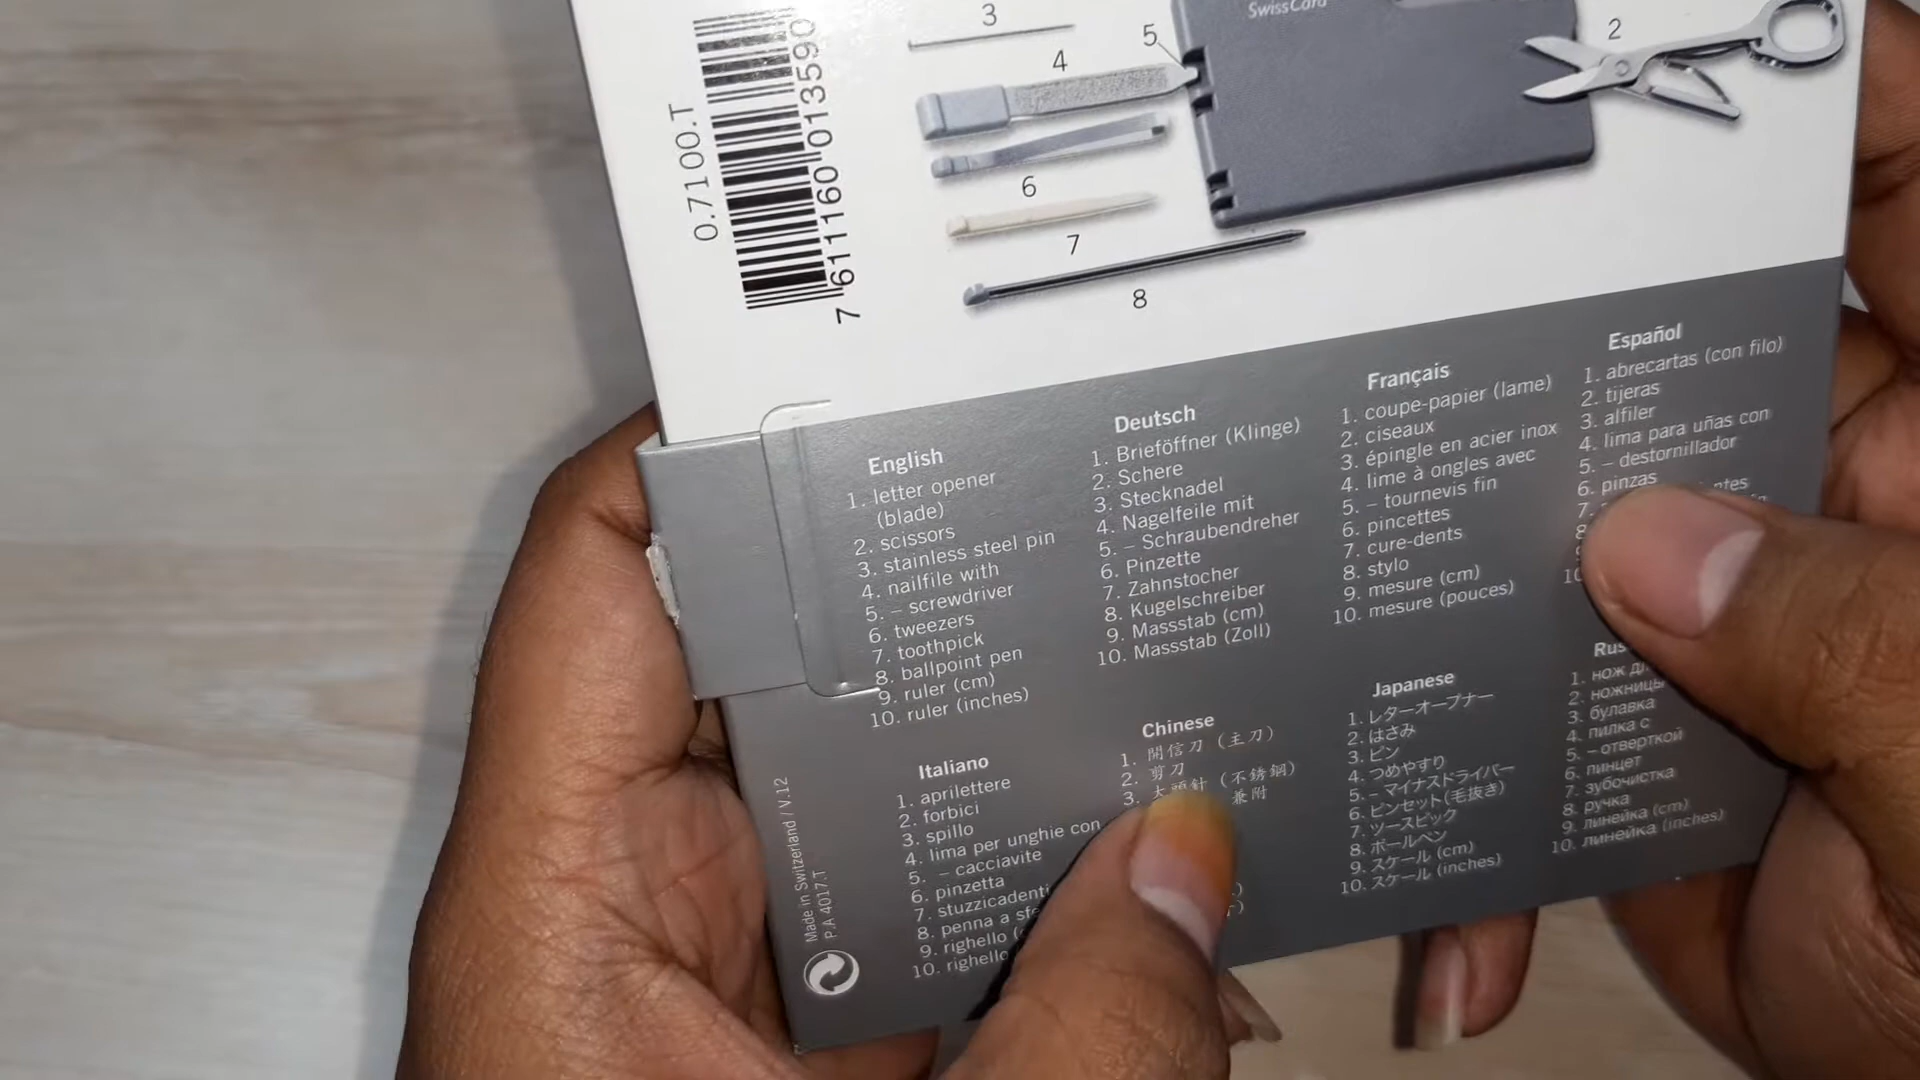 SwissCard
3
5
2
4
6
7
8
0.7100.T
7 611160 013590
English
1. letter opener
(blade)
2. scissors
3. stainless steel pin
4. nailfile with
5. – screwdriver
6. tweezers
7. toothpick
8. ballpoint pen
9. ruler (cm)
10. ruler (inches)
Deutsch
1. Brieföffner (Klinge)
2. Schere
3. Stecknadel
4. Nagelfeile mit
5. – Schraubendreher
6. Pinzette
7. Zahnstocher
8. Kugelschreiber
9. Massstab (cm)
10. Massstab (Zoll)
Français
1. coupe-papier (lame)
2. ciseaux
3. épingle en acier inox
4. lime à ongles avec
5. – tournevis fin
6. pincettes
7. cure-dents
8. stylo
9. mesure (cm)
10. mesure (pouces)
Español
1. abrecartas (con filo)
2. tijeras
3. alfiler
4. lima para uñas con
5. – destornillador
6. pinzas
7.
8
10
Italiano
1. aprilettere
2. forbici
3. spillo
4. lima per unghie con
5. – cacciavite
6. pinzetta
7. stuzzicadenti
8. penna a
9. righello
10. righello
Chinese
1. 開信刀 (主刀)
2. 剪刀
3. 大頭針 (不銹鋼)
兼附
Japanese
1. レターオープナー
2. はさみ
3. ピン
4. つめやすり
5. – マイナスドライバー
6. ピンセット(毛抜き)
7. ツースピック
8. ボールペン
9. スケール (cm)
10. スケール (inches)
1. нож
2. ножницы
3. булавка
4. пилка с
5. – отверткой
6. пинцет
7. зубочистка
8. ручка
9. линейка (cm)
10. линейка (inches)
Made in Switzerland / V.12
P.A 4017.T